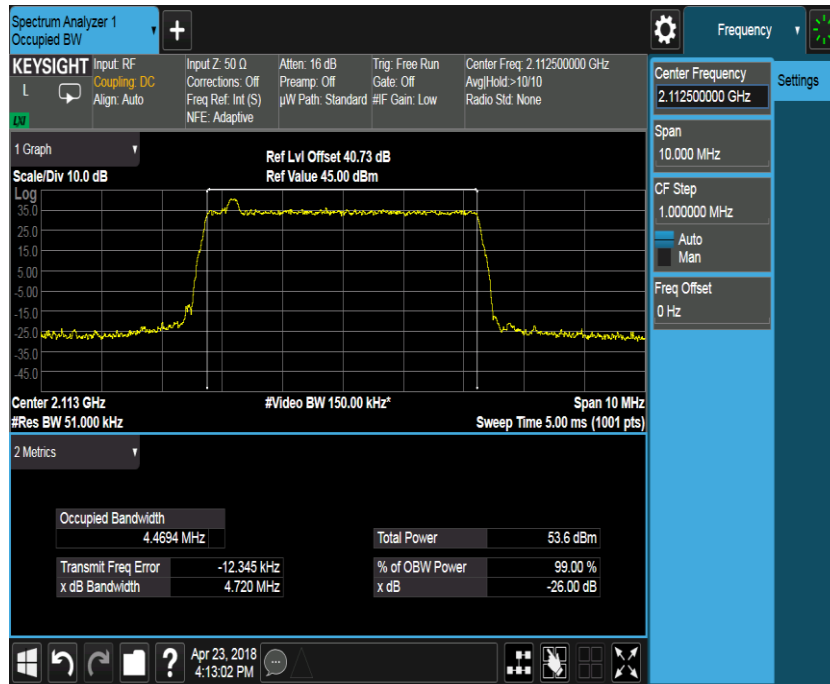 Spectrum Analyzer 1
Occupied BW
+
Frequency
KEYSIGHT
L
LXI
Input: RF
Coupling: DC
Align: Auto
Input Z: 50 Ω
Corrections: Off
Freq Ref: Int (S)
NFE: Adaptive
Atten: 16 dB
Preamp: Off
µW Path: Standard
Trig: Free Run
Gate: Off
#IF Gain: Low
Center Freq: 2.112500000 GHz
Avg|Hold:>10/10
Radio Std: None
Center Frequency
2.112500000 GHz
Settings
Span
10.000 MHz
CF Step
1.000000 MHz
Auto
Man
Freq Offset
0 Hz
1 Graph
Scale/Div 10.0 dB
Ref Lvl Offset 40.73 dB
Ref Value 45.00 dBm
Log
35.0
25.0
15.0
5.00
-5.00
-15.0
-25.0
-35.0
-45.0
Center 2.113 GHz
#Res BW 51.000 kHz
#Video BW 150.00 kHz*
Span 10 MHz
Sweep Time 5.00 ms (1001 pts)
2 Metrics
Occupied Bandwidth
4.4694 MHz
Total Power 53.6 dBm
Transmit Freq Error -12.345 kHz
% of OBW Power 99.00 %
x dB Bandwidth 4.720 MHz
x dB -26.00 dB
?
Apr 23, 2018
4:13:02 PM